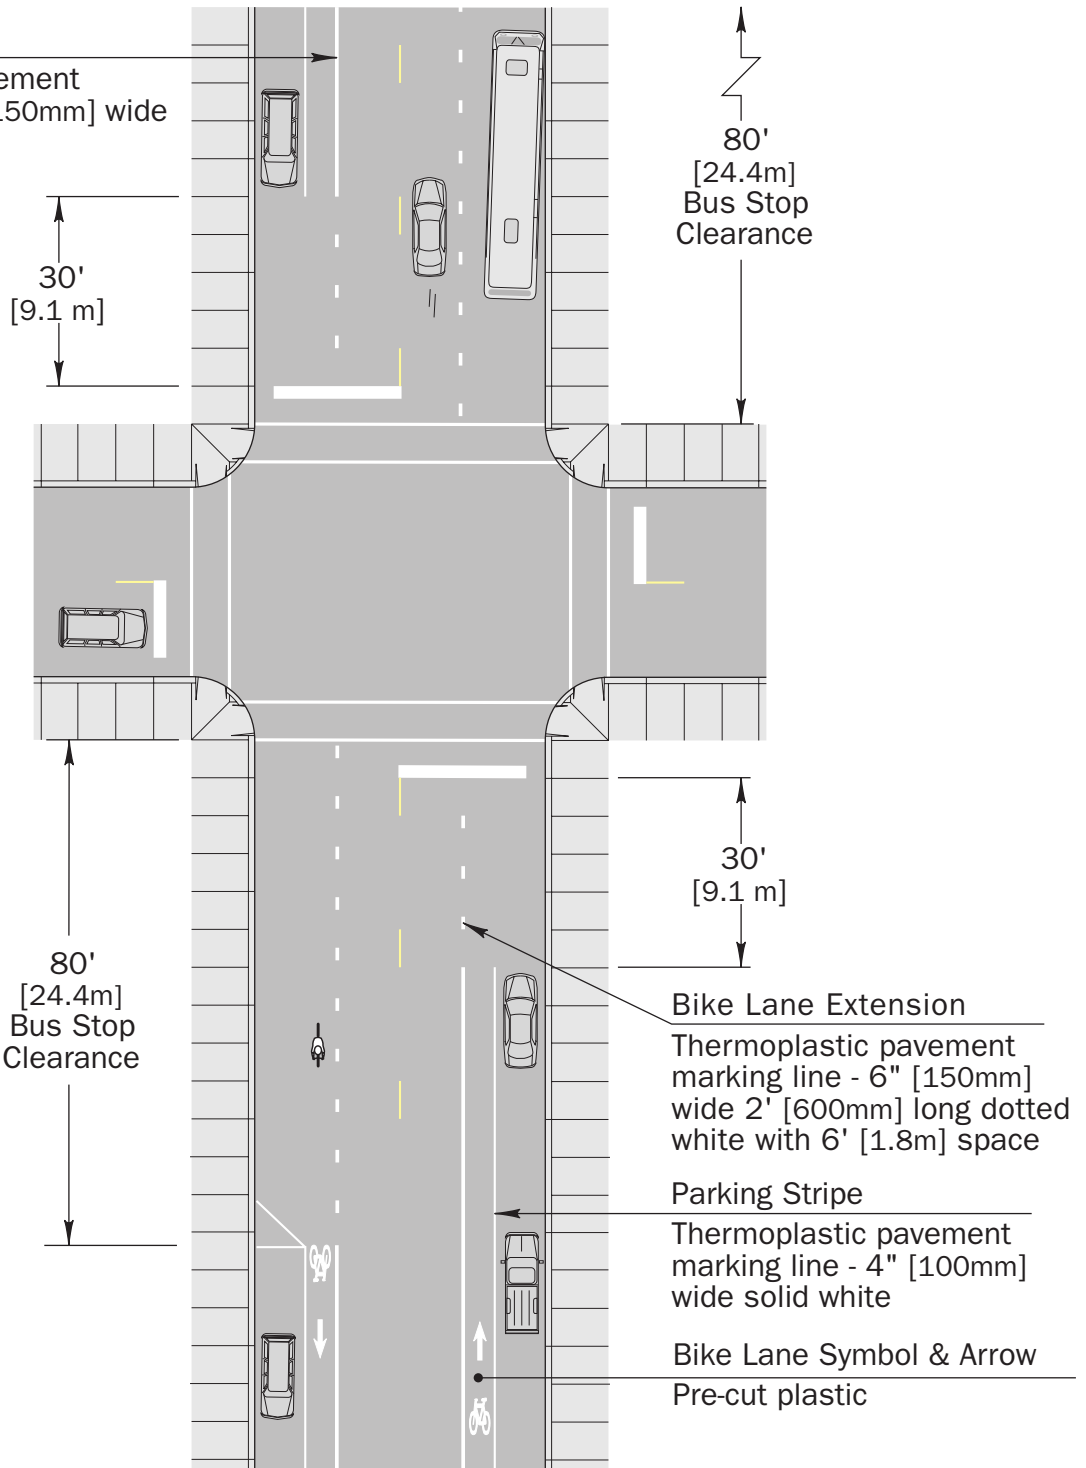 wide
80'
[24.4m]
Bus Stop
Clearance
30'
[9.1 m]
30'
[9.1 m]
80'
[24.4m]
Bus Stop
Clearance
Bike Lane Extension
Thermoplastic pavement
marking line - 6" [150mm]
wide 2' [600mm] long dotted
white with 6' [1.8m] space
Parking Stripe
Thermoplastic pavement
marking line - 4" [100mm]
wide solid white
Bike Lane Symbol & Arrow
Pre-cut plastic